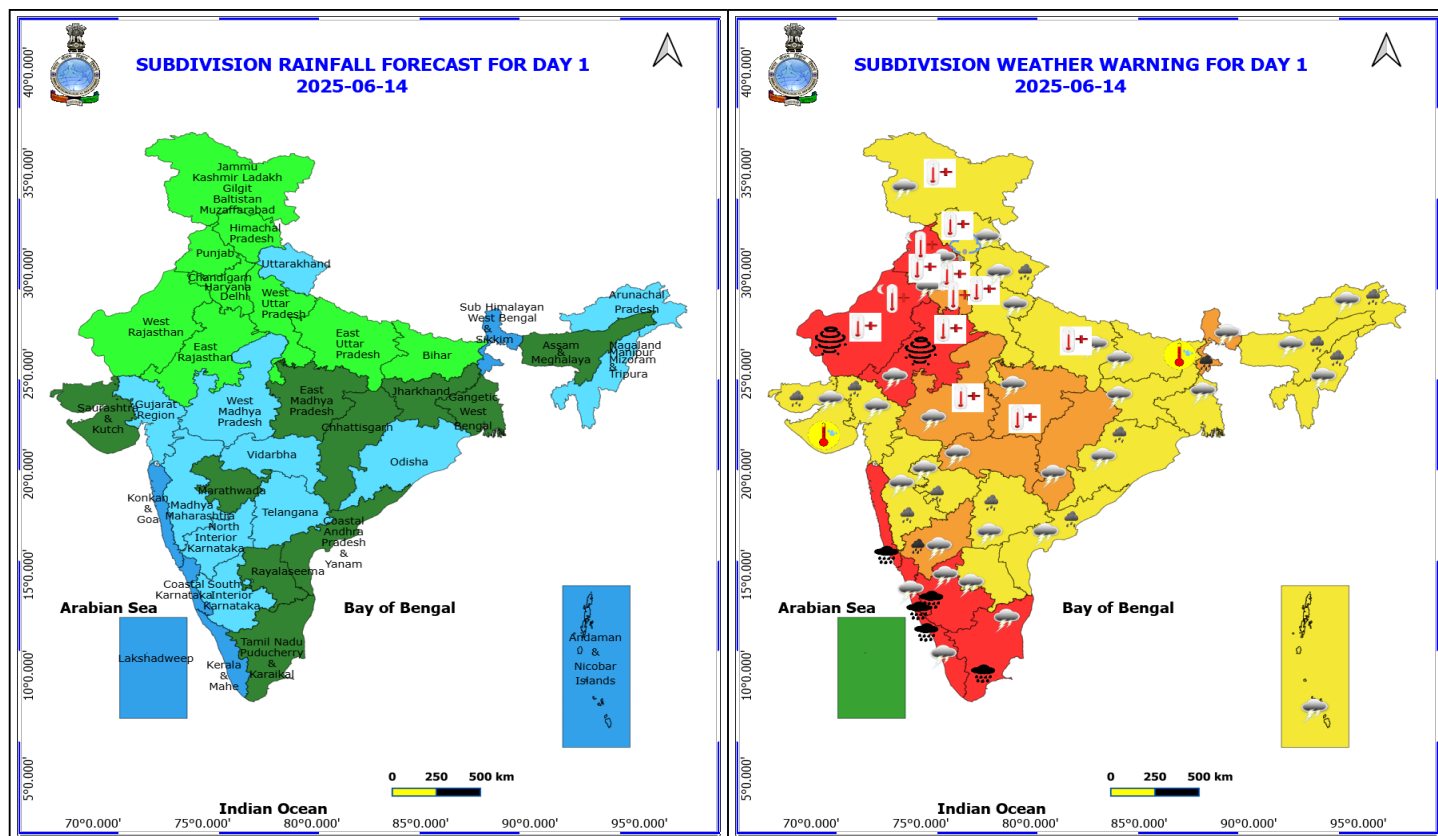 SUBDIVISION RAINFALL FORECAST FOR DAY 1
2025-06-14
40°0.000'
35°0.000'
30°0.000'
25°0.000'
20°0.000'
15°0.000'
10°0.000'
5°0.000'
Jammu
Kashmir Ladakh
Gilgit
Baltistan
Muzaffarabad
Himachal
Pradesh
Punjab
Uttarakhand
Chandigarh
Haryana
Delhi
West
Uttar
Pradesh
West
Rajasthan
East
Rajasthan
East
Uttar
Pradesh
Bihar
Sub Himalayan
West Bengal
&
Sikkim
Arunachal
Pradesh
Assam
&
Meghalaya
Nagaland
Manipur
Mizoram
&
Tripura
Saurashtra
&
Kutch
Gujarat
Region
West
Madhya
Pradesh
East
Madhya
Pradesh
Jharkhand
Gangetic
West
Bengal
Chhattisgarh
Vidarbha
Odisha
Konkan
&
Goa
Madhya
Maharashtra
Marathwada
Telangana
North
Interior
Karnataka
Coastal
Andhra
Pradesh
&
Yanam
Rayalaseema
Coastal
Karnataka
South
Interior
Karnataka
Tamil Nadu
Puducherry
&
Karaikal
Kerala
&
Mahe
Lakshadweep
Andaman
&
Nicobar
Islands
Arabian Sea
Bay of Bengal
Indian Ocean
0 250 500 km
70°0.000' 75°0.000' 80°0.000' 85°0.000' 90°0.000' 95°0.000'
SUBDIVISION WEATHER WARNING FOR DAY 1
2025-06-14
40°0.000'
35°0.000'
30°0.000'
25°0.000'
20°0.000'
15°0.000'
10°0.000'
5°0.000'
Arabian Sea
Bay of Bengal
Indian Ocean
0 250 500 km
70°0.000' 75°0.000' 80°0.000' 85°0.000' 90°0.000' 95°0.000'